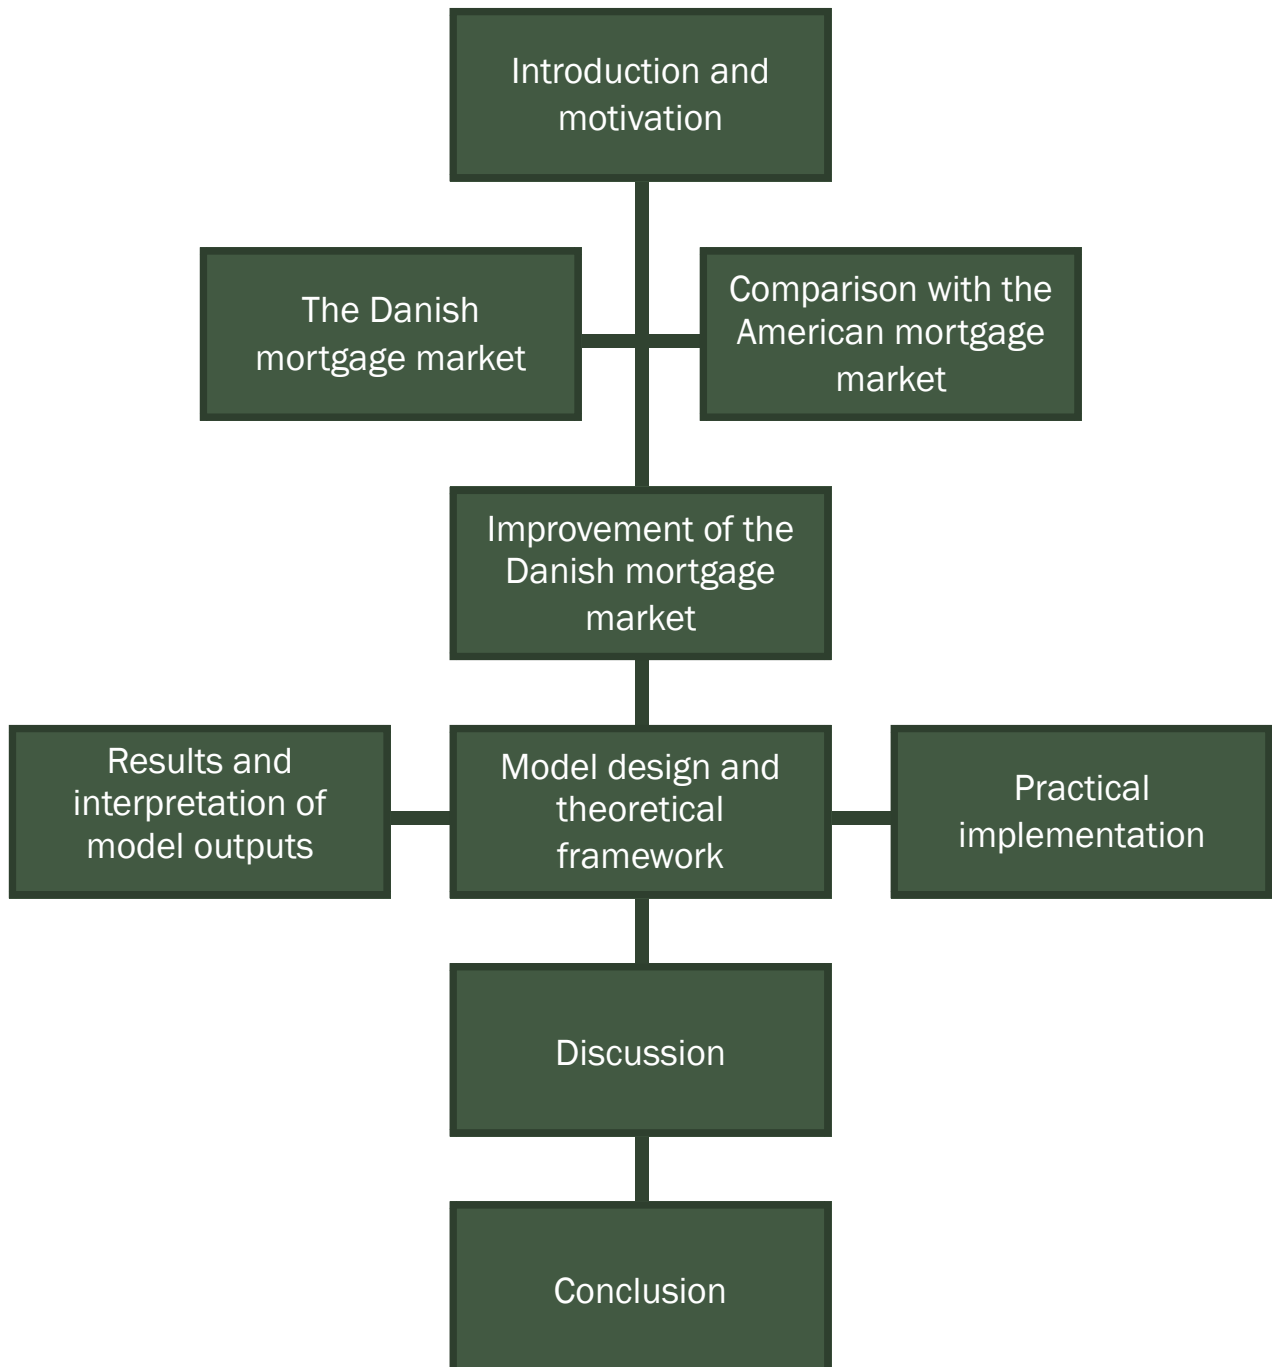 Introduction and
motivation
The Danish
mortgage market
Comparison with the
American mortgage
market
Improvement of the
Danish mortgage
market
Results and
interpretation of
model outputs
Model design and
theoretical
framework
Practical
implementation
Discussion
Conclusion